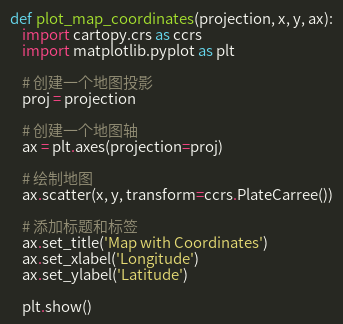 def plot_map_coordinates(projection, x, y, ax):
import cartopy.crs as ccrs
import matplotlib.pyplot as plt
# 创建一个地图投影
proj = projection
# 创建一个地图轴
ax = plt.axes(projection=proj)
# 绘制地图
ax.scatter(x, y, transform=ccrs.PlateCarree())
# 添加标题和标签
ax.set_title('Map with Coordinates')
ax.set_xlabel('Longitude')
ax.set_ylabel('Latitude')
plt.show()